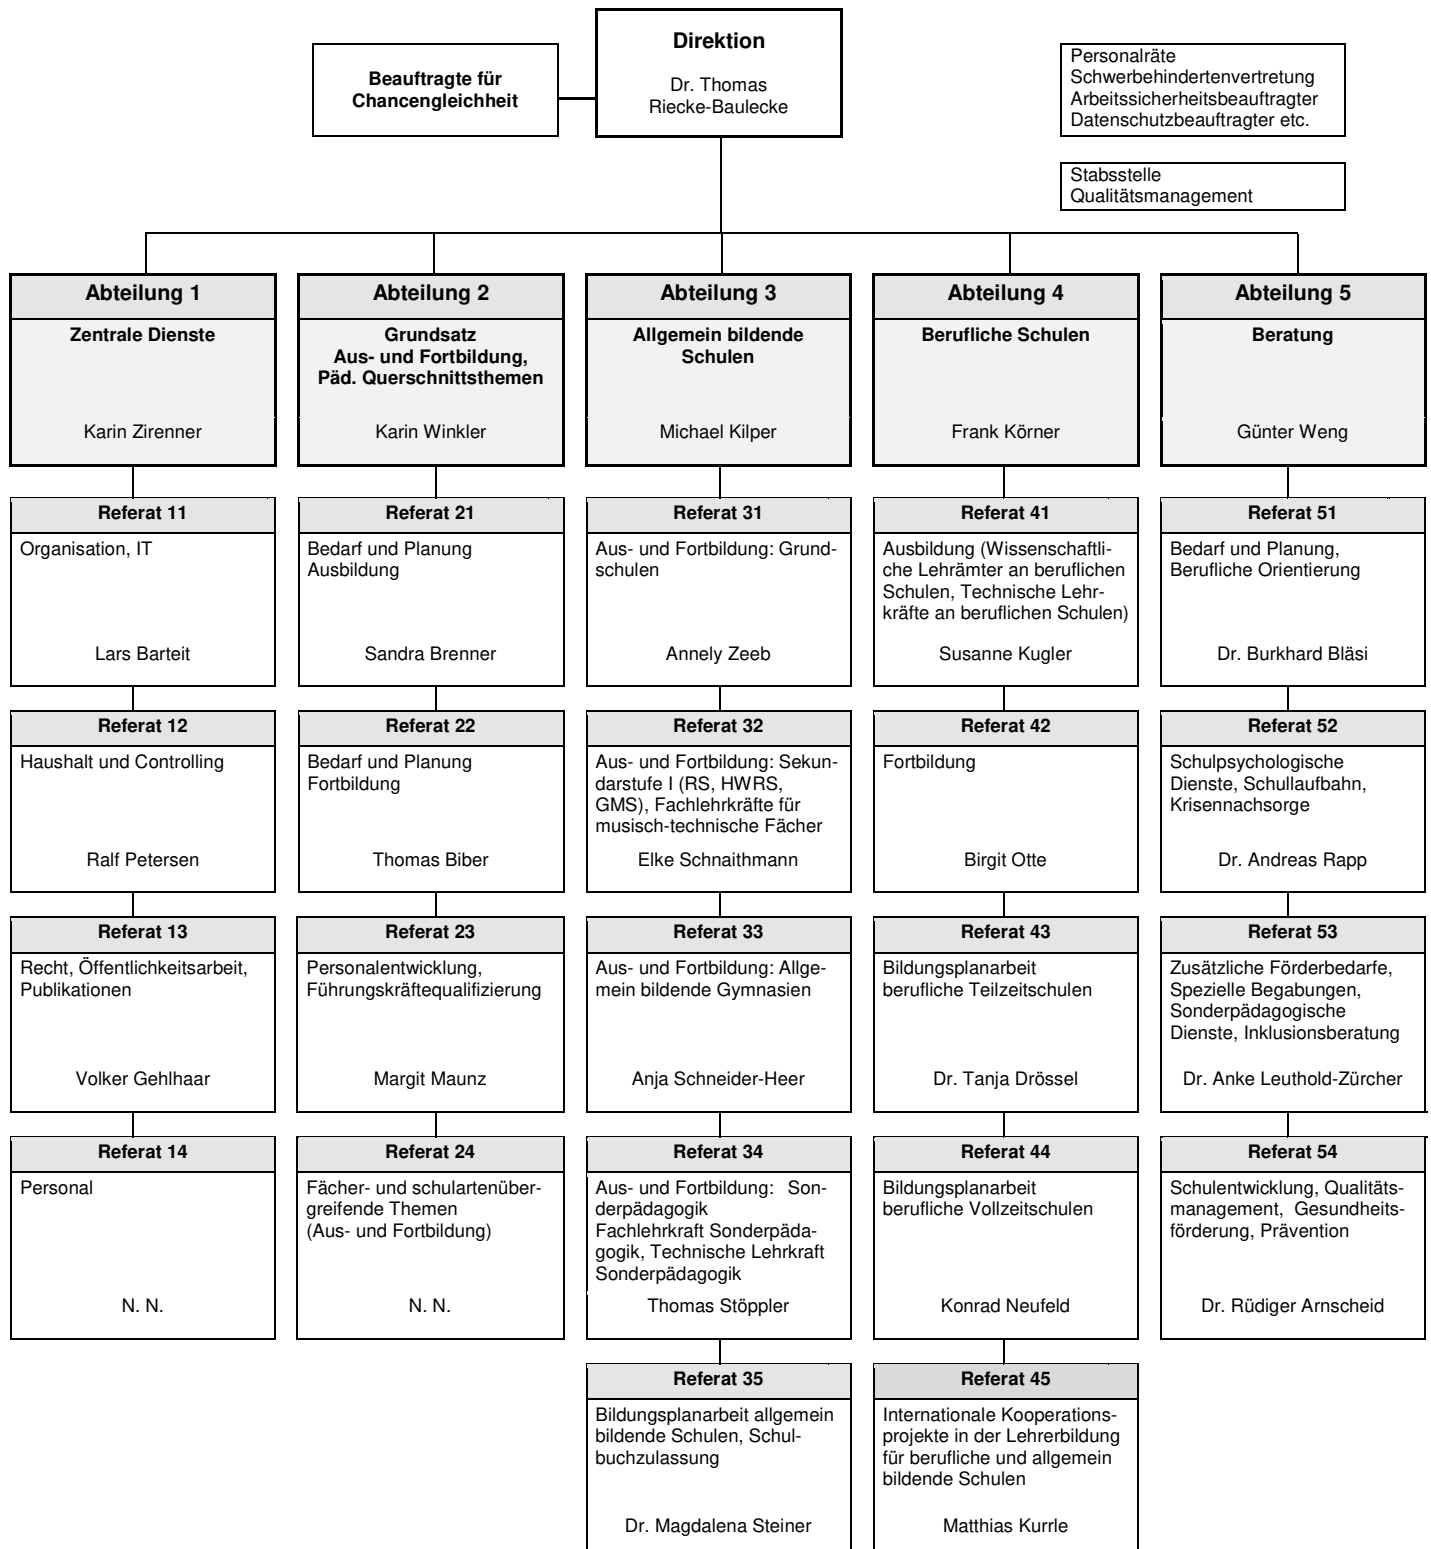 Direktion
Dr. Thomas
Riecke-Baulecke
Beauftragte für
Chancengleichheit
Personalräte
Schwerbehindertenvertretung
Arbeitssicherheitsbeauftragter
Datenschutzbeauftragter etc.
Stabsstelle
Qualitätsmanagement
Abteilung 1
Zentrale Dienste
Karin Zirenner
Abteilung 2
Grundsatz
Aus- und Fortbildung,
Päd. Querschnittsthemen
Karin Winkler
Abteilung 3
Allgemein bildende
Schulen
Michael Kilper
Abteilung 4
Berufliche Schulen
Frank Körner
Abteilung 5
Beratung
Günter Weng
Referat 11
Organisation, IT
Lars Barteit
Referat 21
Bedarf und Planung
Ausbildung
Sandra Brenner
Referat 31
Aus- und Fortbildung: Grund-
schulen
Annely Zeeb
Referat 41
Ausbildung (Wissenschaftli-
che Lehrämter an beruflichen
Schulen, Technische Lehr-
kräfte an beruflichen Schulen)
Susanne Kugler
Referat 51
Bedarf und Planung,
Berufliche Orientierung
Dr. Burkhard Bläsi
Referat 12
Haushalt und Controlling
Ralf Petersen
Referat 22
Bedarf und Planung
Fortbildung
Thomas Biber
Referat 32
Aus- und Fortbildung: Sekun-
darstufe I (RS, HWRS,
GMS), Fachlehrkräfte für
musisch-technische Fächer
Elke Schnaithmann
Referat 42
Fortbildung
Birgit Otte
Referat 52
Schulpsychologische
Dienste, Schullaufbahn,
Krisennachsorge
Dr. Andreas Rapp
Referat 13
Recht, Öffentlichkeitsarbeit,
Publikationen
Volker Gehlhaar
Referat 23
Personalentwicklung,
Führungskräftequalifizierung
Margit Maunz
Referat 33
Aus- und Fortbildung: Allge-
mein bildende Gymnasien
Anja Schneider-Heer
Referat 43
Bildungsplanarbeit
berufliche Teilzeitschulen
Dr. Tanja Drössel
Referat 53
Zusätzliche Förderbedarfe,
Spezielle Begabungen,
Sonderpädagogische
Dienste, Inklusionsberatung
Dr. Anke Leuthold-Zürcher
Referat 14
Personal
N. N.
Referat 24
Fächer- und schulartenüber-
greifende Themen
(Aus- und Fortbildung)
N. N.
Referat 34
Aus- und Fortbildung: Son-
derpädagogik
Fachlehrkraft Sonderpäda-
gogik, Technische Lehrkraft
Sonderpädagogik
Thomas Stöppler
Referat 44
Bildungsplanarbeit
berufliche Vollzeitschulen
Konrad Neufeld
Referat 54
Schulentwicklung, Qualitäts-
management, Gesundheits-
förderung, Prävention
Dr. Rüdiger Arnscheid
Referat 35
Bildungsplanarbeit allgemein
bildende Schulen, Schul-
buchzulassung
Dr. Magdalena Steiner
Referat 45
Internationale Kooperations-
projekte in der Lehrerbildung
für berufliche und allgemein
bildende Schulen
Matthias Kurrle